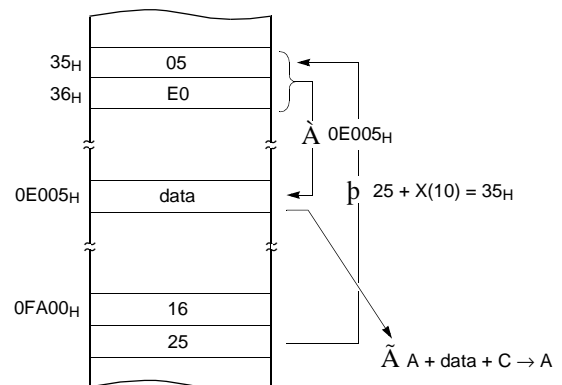 35H 05
36H E0
À 0E005H
0E005H data
þ 25 + X(10) = 35H
0FA00H 16
25
Ã A + data + C → A